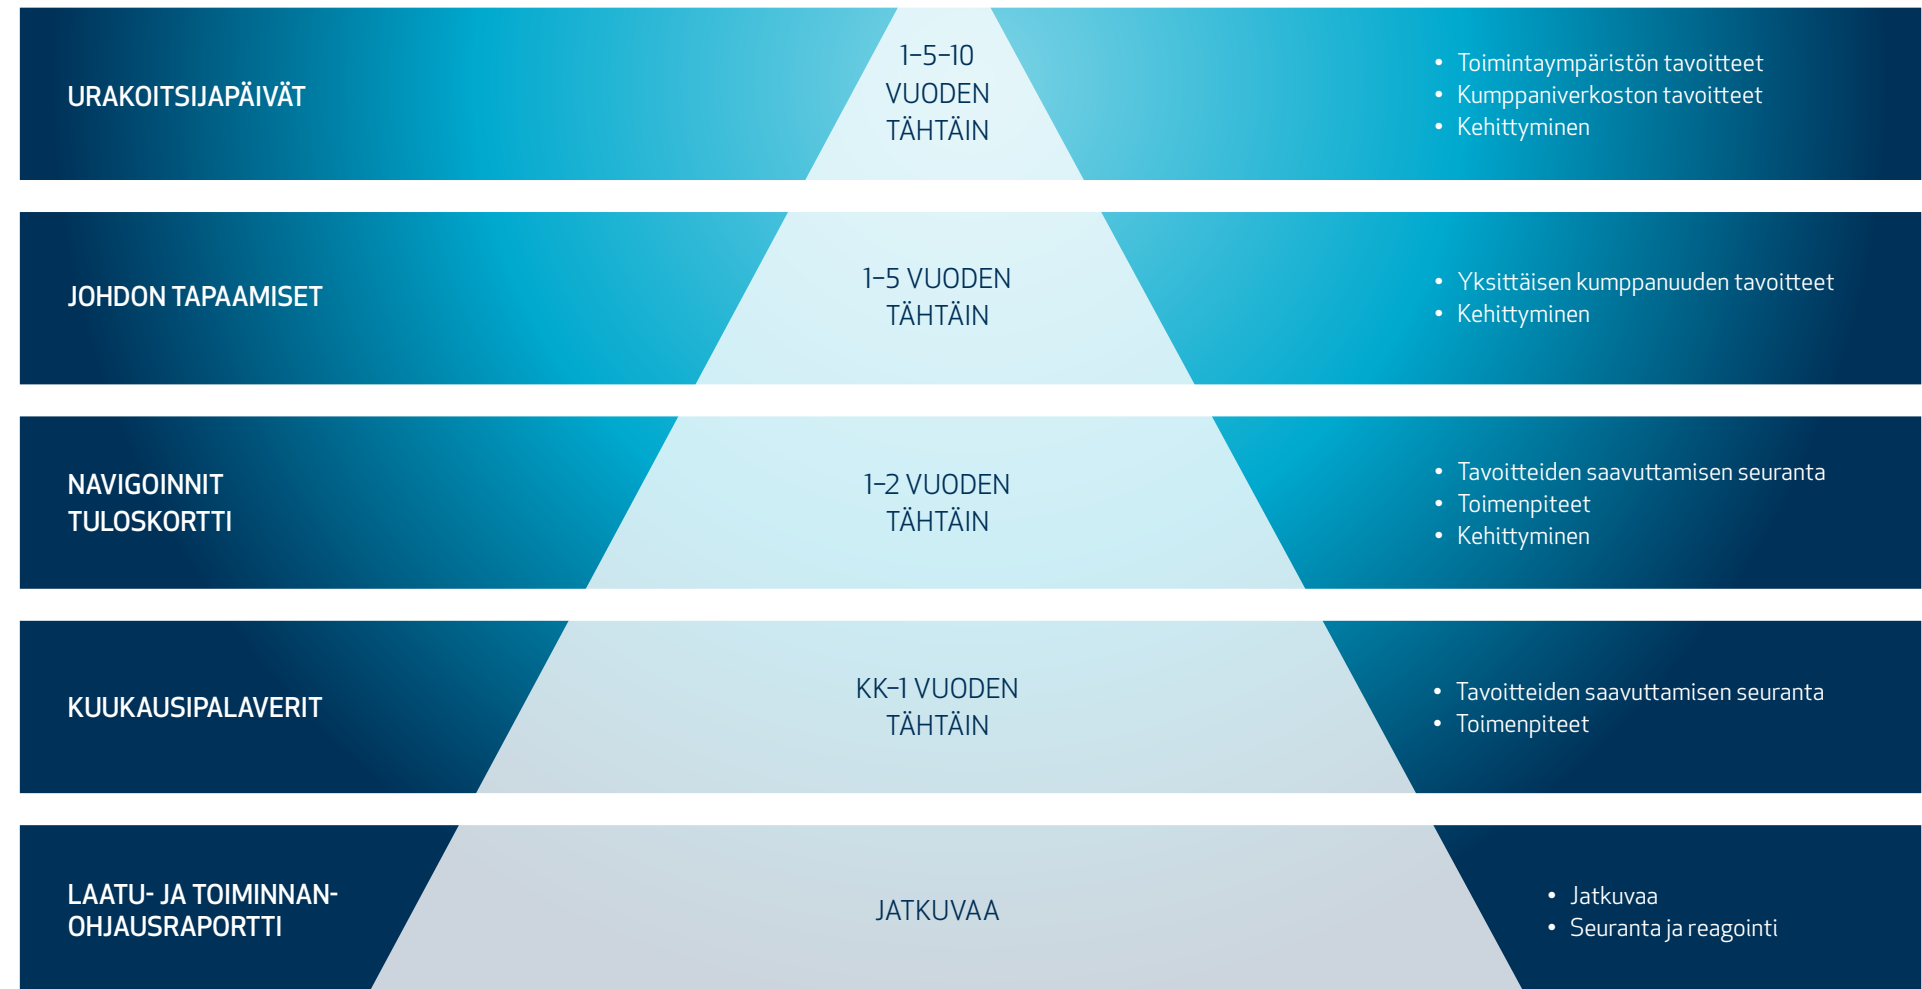 URAKOITSIJAPÄIVÄT
1–5–10
VUODEN
TÄHTÄIN
• Toimintaympäristön tavoitteet
• Kumppaniverkoston tavoitteet
• Kehittyminen
JOHDON TAPAAMISET
1–5 VUODEN
TÄHTÄIN
• Yksittäisen kumppanuuden tavoitteet
• Kehittyminen
NAVIGOINNIT
TULOSKORTTI
1–2 VUODEN
TÄHTÄIN
• Tavoitteiden saavuttamisen seuranta
• Toimenpiteet
• Kehittyminen
KUUKAUSIPALAVERIT
KK–1 VUODEN
TÄHTÄIN
• Tavoitteiden saavuttamisen seuranta
• Toimenpiteet
LAATU- JA TOIMINNAN-
OHJAUSRAPORTTI
JATKUVAA
• Jatkuvaa
• Seuranta ja reagointi